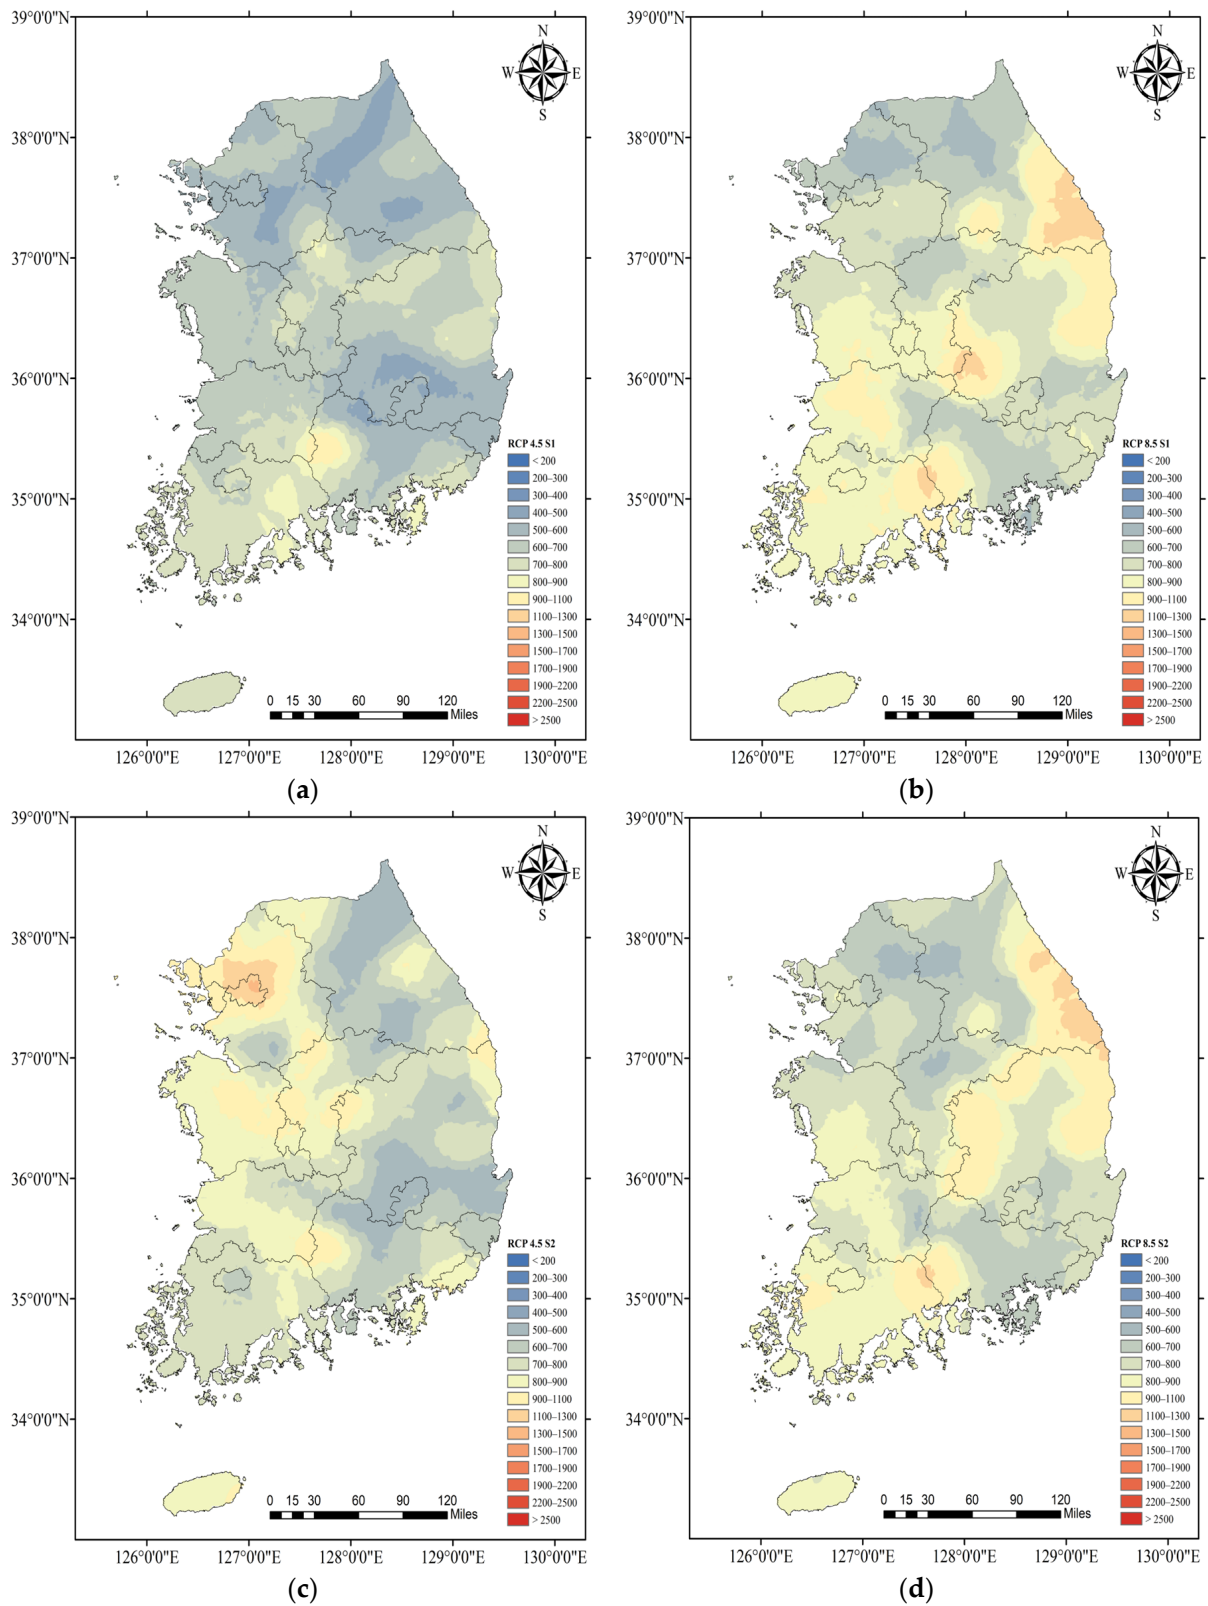 39°0'0"N
38°0'0"N
37°0'0"N
36°0'0"N
35°0'0"N
34°0'0"N
N
W E
S
RCP 4.5 S1
< 200
200–300
300–400
400–500
500–600
600–700
700–800
800–900
900–1100
1100–1300
1300–1500
1500–1700
1700–1900
1900–2200
2200–2500
> 2500
0 15 30 60 90 120
Miles
126°0'0"E 127°0'0"E 128°0'0"E 129°0'0"E 130°0'0"E
(a)
39°0'0"N
38°0'0"N
37°0'0"N
36°0'0"N
35°0'0"N
34°0'0"N
N
W E
S
RCP 8.5 S1
< 200
200–300
300–400
400–500
500–600
600–700
700–800
800–900
900–1100
1100–1300
1300–1500
1500–1700
1700–1900
1900–2200
2200–2500
> 2500
0 15 30 60 90 120
Miles
126°0'0"E 127°0'0"E 128°0'0"E 129°0'0"E 130°0'0"E
(b)
39°0'0"N
38°0'0"N
37°0'0"N
36°0'0"N
35°0'0"N
34°0'0"N
N
W E
S
RCP 4.5 S2
< 200
200–300
300–400
400–500
500–600
600–700
700–800
800–900
900–1100
1100–1300
1300–1500
1500–1700
1700–1900
1900–2200
2200–2500
> 2500
0 15 30 60 90 120
Miles
126°0'0"E 127°0'0"E 128°0'0"E 129°0'0"E 130°0'0"E
(c)
39°0'0"N
38°0'0"N
37°0'0"N
36°0'0"N
35°0'0"N
34°0'0"N
N
W E
S
RCP 8.5 S2
< 200
200–300
300–400
400–500
500–600
600–700
700–800
800–900
900–1100
1100–1300
1300–1500
1500–1700
1700–1900
1900–2200
2200–2500
> 2500
0 15 30 60 90 120
Miles
126°0'0"E 127°0'0"E 128°0'0"E 129°0'0"E 130°0'0"E
(d)